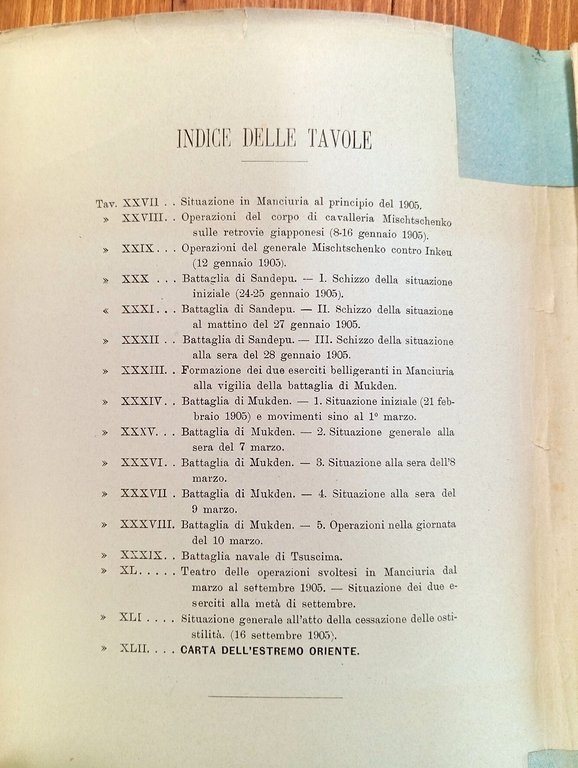 INDICE DELLE TAVOLE
Tav. XXVII . . Situazione in Manciuria al principio del 1905.
» XXVIII. . Operazioni del corpo di cavalleria Mischtschenko
sulle retrovie giapponesi (8-16 gennaio 1905).
» XXIX. . . Operazioni del generale Mischtschenko contro Inkeu
(12 gennaio 1905).
» XXX . . . Battaglia di Sandepu. — I. Schizzo della situazione
iniziale (24-25 gennaio 1905).
« XXXI. . . Battaglia di Sandepu. — II. Schizzo della situazione
al mattino del 27 gennaio 1905.
» XXXII . . Battaglia di Sandepu. — III. Schizzo della situazione
alla sera del 28 gennaio 1905.
» XXXIII. . Formazione dei due eserciti belligeranti in Manciuria
alla vigilia della battaglia di Mukden.
» XXXIV. . Battaglia di Mukden. — 1. Situazione iniziale (21 feb-
braio 1905) e movimenti sino al 1° marzo.
» XXXV. . . Battaglia di Mukden. — 2. Situazione generale alla
sera del 7 marzo.
» XXXVI. . Battaglia di Mukden. — 3. Situazione alla sera dell'8
marzo.
» XXXVII . Battaglia di Mukden. — 4. Situazione alla sera del
9 marzo.
» XXXVIII. Battaglia di Mukden. — 5. Operazioni nella giornata
del 10 marzo.
» XXXIX. . Battaglia navale di Tsuscima.
» XL. . . . . Teatro delle operazioni svoltesi in Manciuria dal
marzo al settembre 1905. — Situazione dei due e-
serciti alla metà di settembre.
» XLI . . . . Situazione generale all'atto della cessazione delle osti-
stilità. (16 settembre 1905).
» XLII. . . . CARTA DELL'ESTREMO ORIENTE.